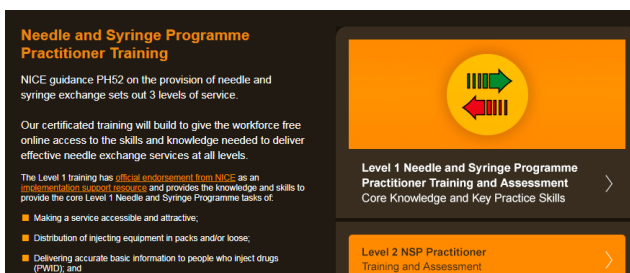 Needle and Syringe Programme
Practitioner Training
NICE guidance PH52 on the provision of needle and
syringe exchange sets out 3 levels of service.
Our certificated training will build to give the workforce free
online access to the skills and knowledge needed to deliver
effective needle exchange services at all levels.
The Level 1 training has official endorsement from NICE as an
implementation support resource and provides the knowledge and skills to
provide the core Level 1 Needle and Syringe Programme tasks of:
Making a service accessible and attractive;
Distribution of injecting equipment in packs and/or loose;
Delivering accurate basic information to people who inject drugs
(PWID); and
Level 1 Needle and Syringe Programme
Practitioner Training and Assessment
Core Knowledge and Key Practice Skills
Level 2 NSP Practitioner
Training and Assessment